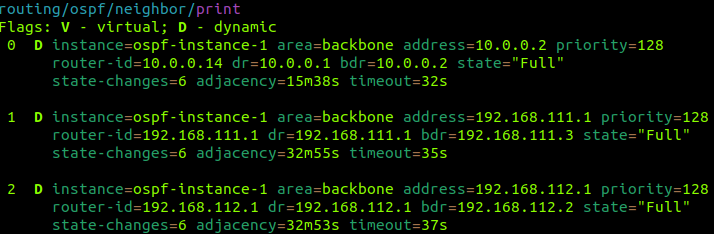 routing/ospf/neighbor/print
Flags: V - virtual; D - dynamic
0 D instance=ospf-instance-1 area=backbone address=10.0.0.2 priority=128
router-id=10.0.0.14 dr=10.0.0.1 bdr=10.0.0.2 state="Full"
state-changes=6 adjacency=15m38s timeout=32s
1 D instance=ospf-instance-1 area=backbone address=192.168.111.1 priority=128
router-id=192.168.111.1 dr=192.168.111.1 bdr=192.168.111.3 state="Full"
state-changes=6 adjacency=32m55s timeout=35s
2 D instance=ospf-instance-1 area=backbone address=192.168.112.1 priority=128
router-id=192.168.112.1 dr=192.168.112.1 bdr=192.168.112.2 state="Full"
state-changes=6 adjacency=32m53s timeout=37s